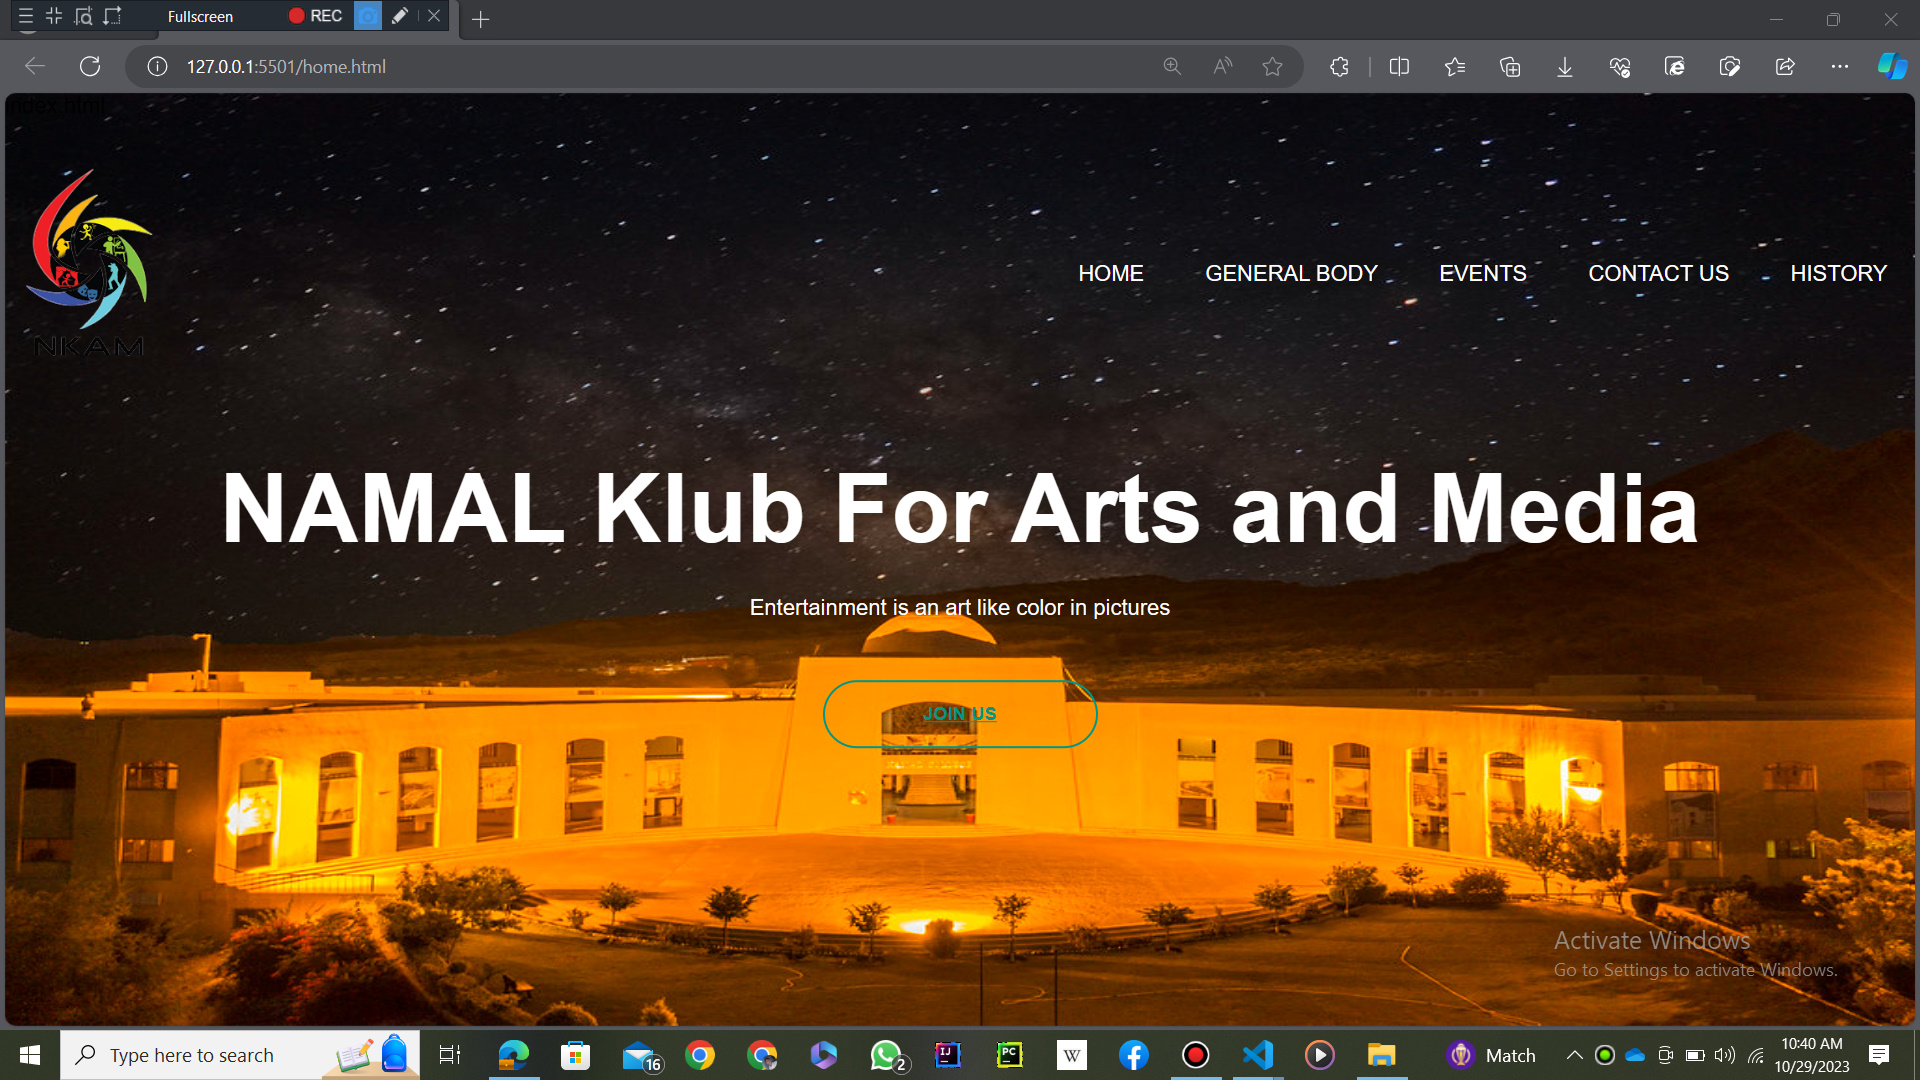 Fullscreen
REC
127.0.0.1:5501/home.html
index.html
NKAM
HOME
GENERAL BODY
EVENTS
CONTACT US
HISTORY
NAMAL Klub For Arts and Media
Entertainment is an art like color in pictures
JOIN US
Activate Windows
Go to Settings to activate Windows.
Type here to search
16
2
IJ
PC
W
Match
10:40 AM
10/29/2023